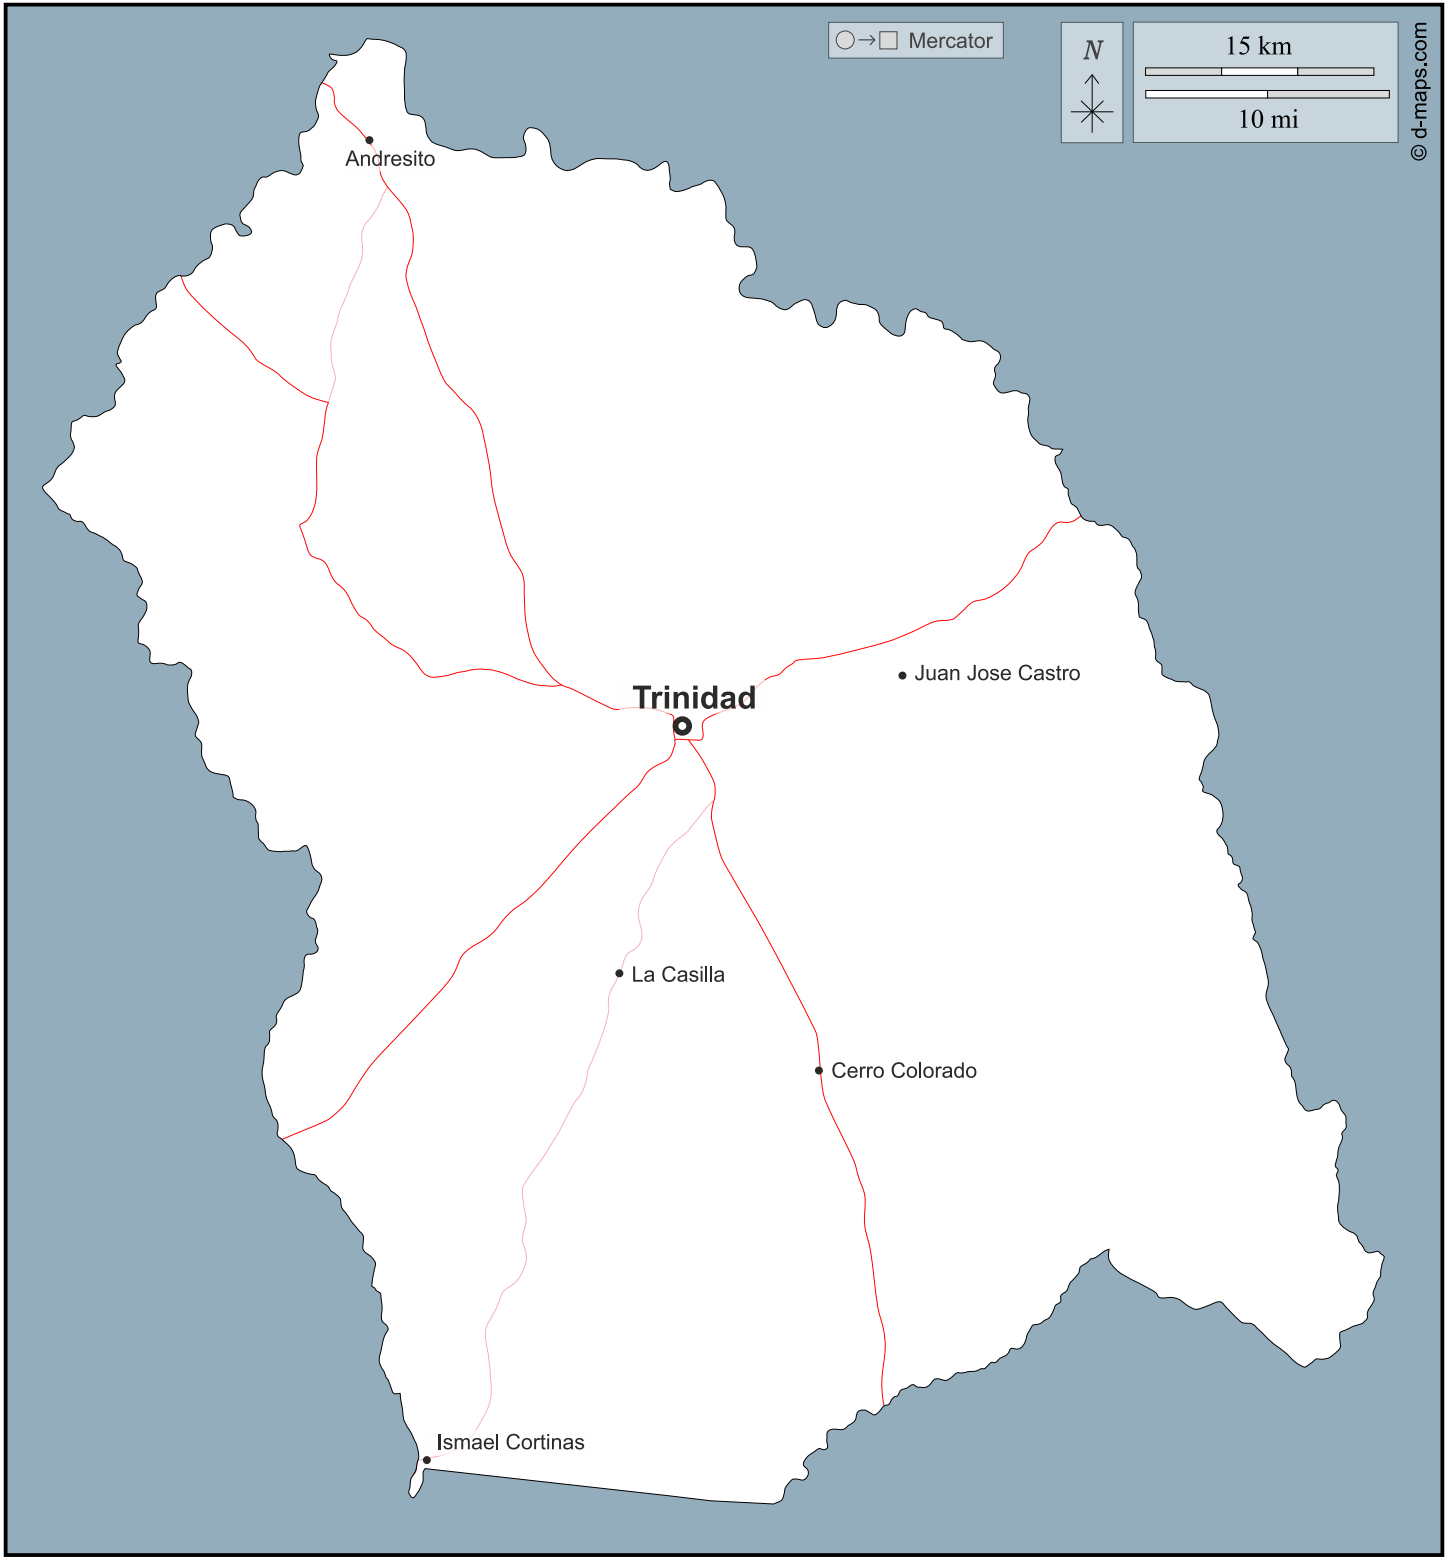 Mercator
N
15 km
10 mi
© d-maps.com
Andresito
Juan Jose Castro
Trinidad
La Casilla
Cerro Colorado
Ismael Cortinas